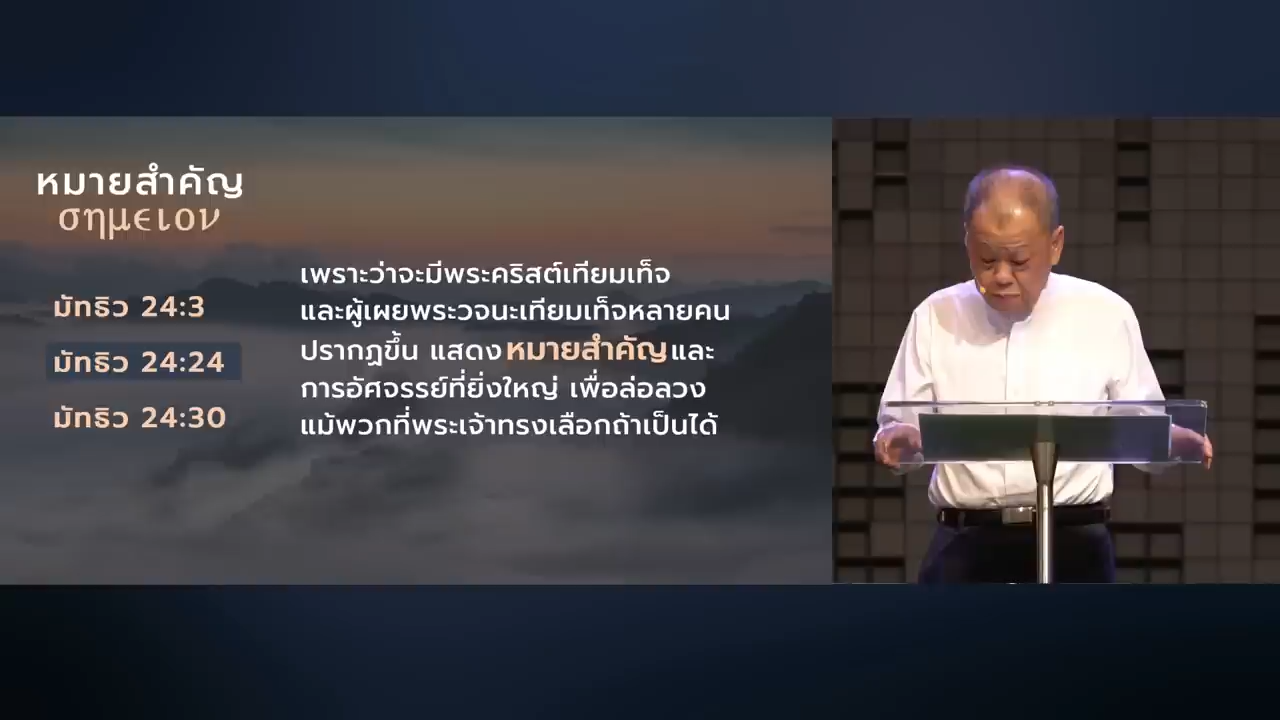 หมายสำคัญ
σημειον
มัทธิว 24:3
มัทธิว 24:24
มัทธิว 24:30
เพราะว่าจะมีพระคริสต์เทียมเท็จ
และผู้เผยพระวจนะเทียมเท็จหลายคน
ปรากฏขึ้น แสดงหมายสำคัญและ
การอัศจรรย์ที่ยิ่งใหญ่ เพื่อล่อลวง
แม้พวกที่พระเจ้าทรงเลือกถ้าเป็นได้